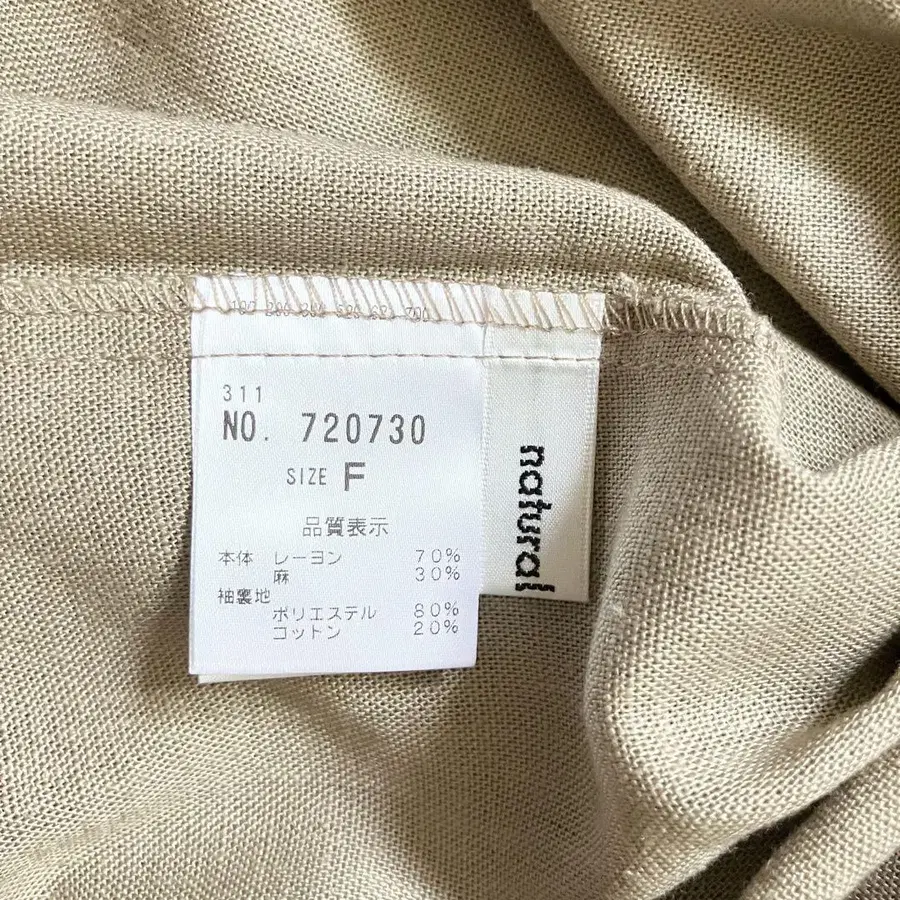 311
NO. 720730
SIZE F
品質表示
本体 レーヨン 70%
麻 30%
袖裏地
ポリエステル 80%
コットン 20%
natural